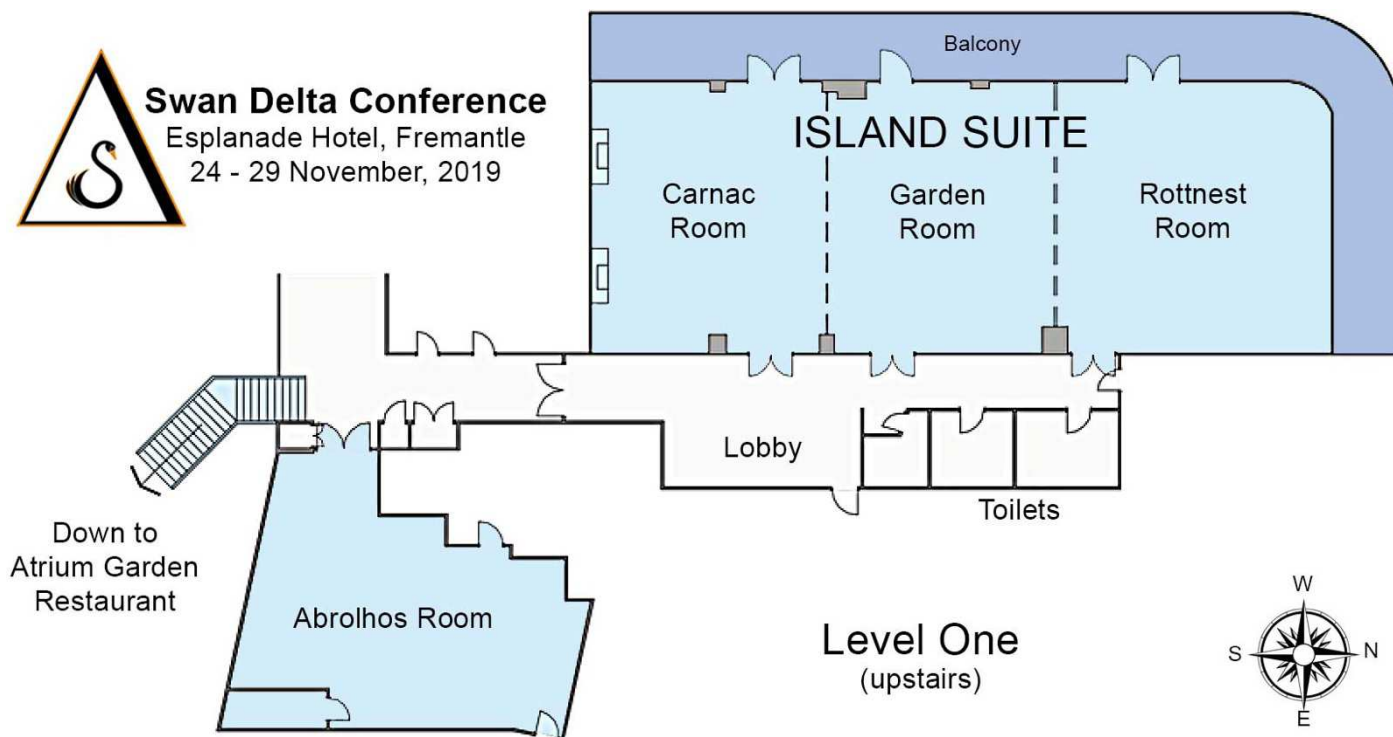 Swan Delta Conference
Esplanade Hotel, Fremantle
24 - 29 November, 2019
Balcony
ISLAND SUITE
Carnac
Room
Garden
Room
Rottnest
Room
Lobby
Toilets
Down to
Atrium Garden
Restaurant
Abrolhos Room
Level One
(upstairs)
W
S
N
E